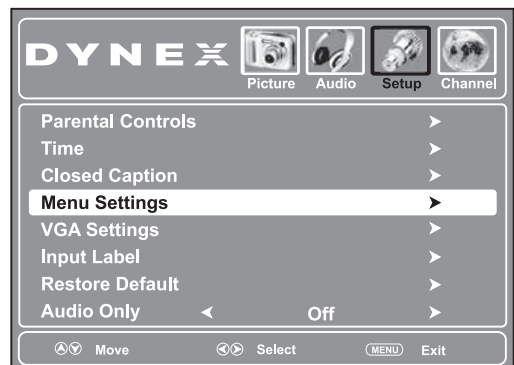 DYNEX
Picture Audio Setup Channel
Parental Controls
Time
Closed Caption
Menu Settings
VGA Settings
Input Label
Restore Default
Audio Only Off
Move Select MENU Exit